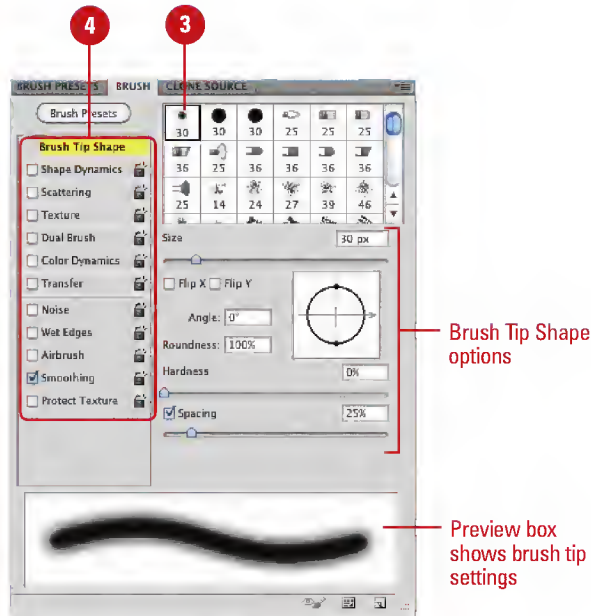 4
3
BRUSH PRESETS
BRUSH
CLONE SOURCE
Brush Presets
30 30 30 25 25 25
36 25 36 36 36 36
25 14 24 27 39 46
Brush Tip Shape
Shape Dynamics
Scattering
Texture
Dual Brush
Color Dynamics
Transfer
Noise
Wet Edges
Airbrush
Smoothing
Protect Texture
Size
30 px
Flip X
Flip Y
Angle: 0°
Roundness: 100%
Hardness
0%
Spacing
25%
Brush Tip Shape
options
Preview box
shows brush tip
settings